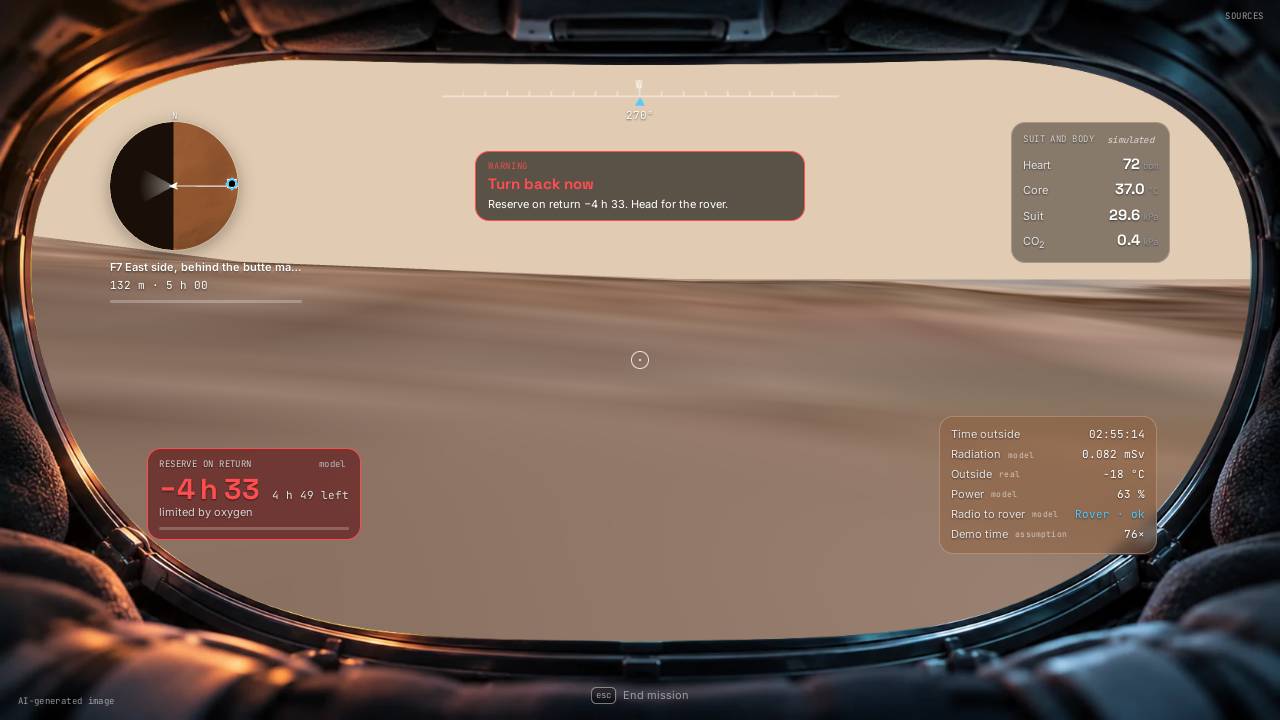 SOURCES
N
270°
WARNING
Turn back now
Reserve on return −4 h 33. Head for the rover.
SUIT AND BODY simulated
Heart 72 bpm
Core 37.0 °C
Suit 29.6 kPa
CO2 0.4 kPa
F7 East side, behind the butte ma…
132 m · 5 h 00
RESERVE ON RETURN model
−4 h 33 4 h 49 left
limited by oxygen
Time outside 02:55:14
Radiation model 0.082 mSv
Outside real -18 °C
Power model 63 %
Radio to rover model Rover · ok
Demo time assumption 76×
esc End mission
AI-generated image